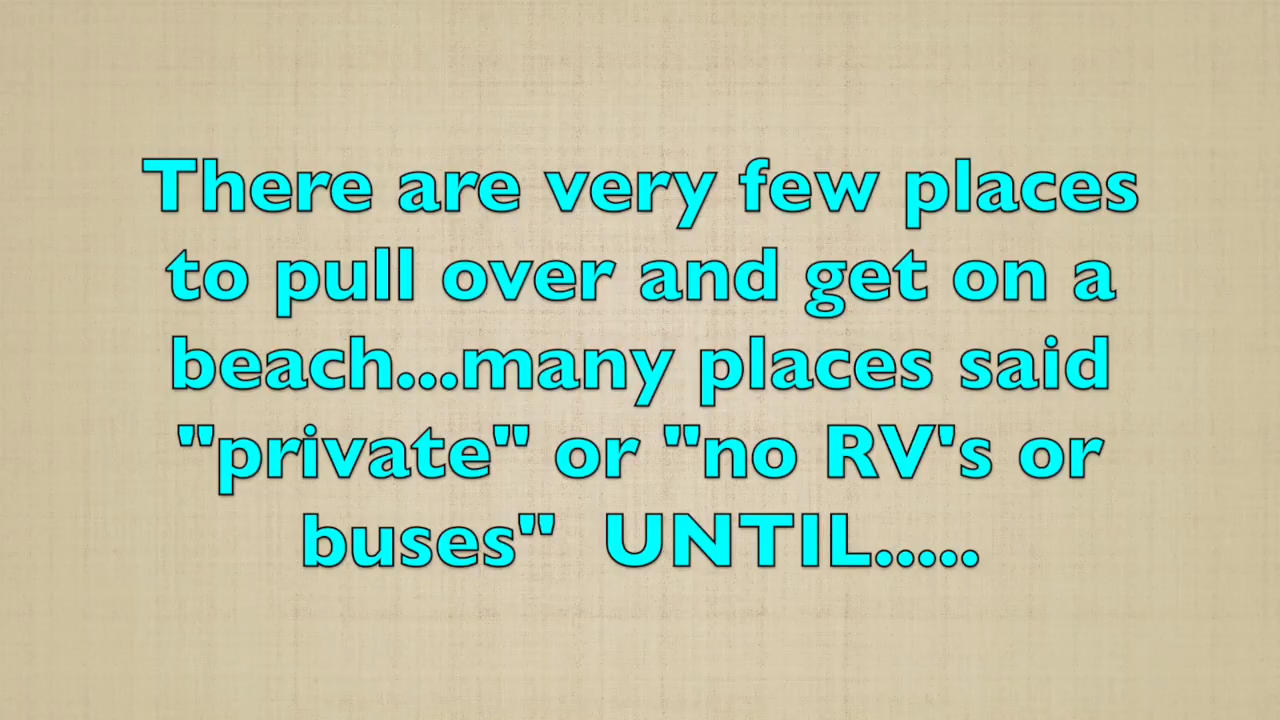 There are very few places
to pull over and get on a
beach...many places said
"private" or "no RV's or
buses"  UNTIL.....